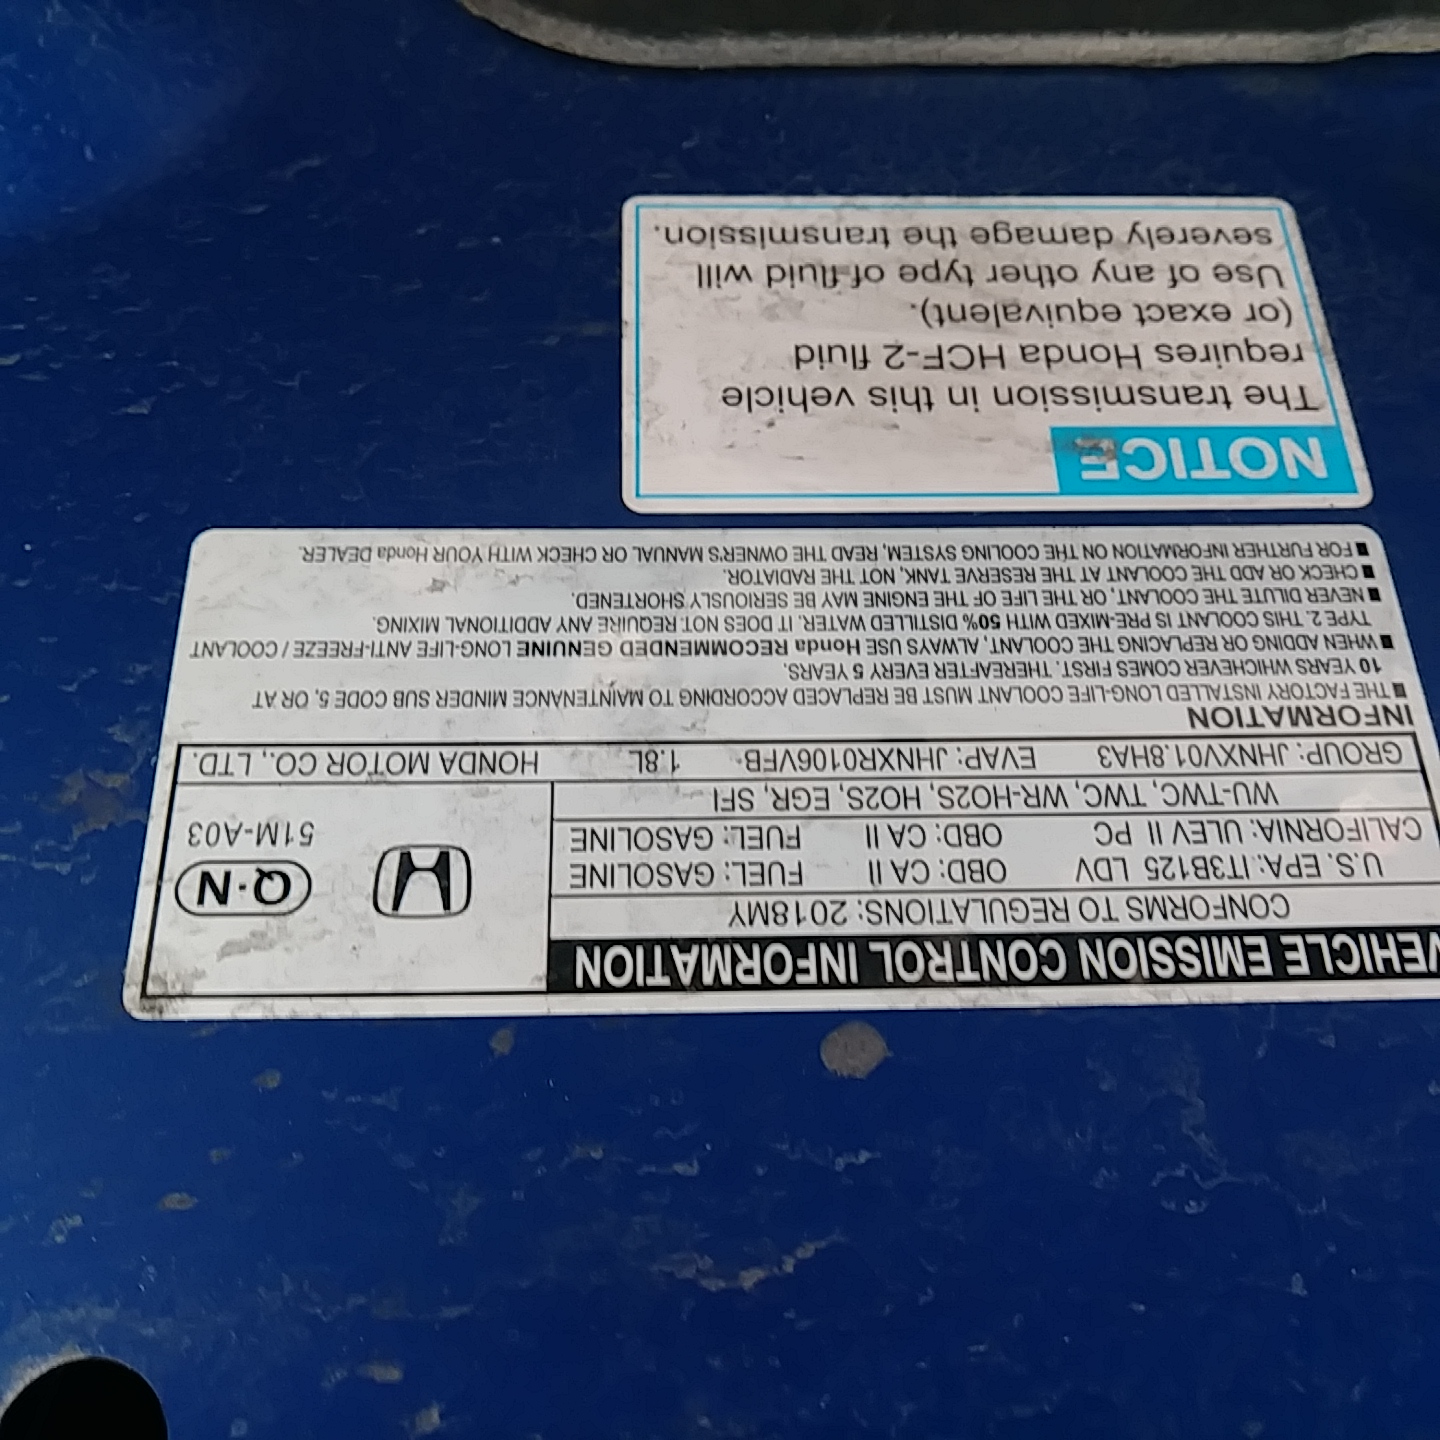 VEHICLE EMISSION CONTROL INFORMATION
CONFORMS TO REGULATIONS: 2018MY
U.S. EPA: IT3B125 LDV OBD: CA II FUEL: GASOLINE
CALIFORNIA: ULEV II PC OBD: CA II FUEL: GASOLINE
WU-TWC, TWC, WR-HO2S, HO2S, EGR, SFI
Q·N
51M-A03
GROUP: JHNXV01.8HA3 EVAP: JHNXR0106VFB 1.8L HONDA MOTOR CO., LTD.
INFORMATION
■ THE FACTORY INSTALLED LONG-LIFE COOLANT MUST BE REPLACED ACCORDING TO MAINTENANCE MINDER SUB CODE 5, OR AT
10 YEARS WHICHEVER COMES FIRST. THEREAFTER EVERY 5 YEARS.
■ WHEN ADDING OR REPLACING THE COOLANT, ALWAYS USE Honda RECOMMENDED GENUINE LONG-LIFE ANTI-FREEZE / COOLANT
TYPE 2. THIS COOLANT IS PRE-MIXED WITH 50% DISTILLED WATER. IT DOES NOT REQUIRE ANY ADDITIONAL MIXING.
■ NEVER DILUTE THE COOLANT, OR THE LIFE OF THE ENGINE MAY BE SERIOUSLY SHORTENED.
■ CHECK OR ADD THE COOLANT AT THE RESERVE TANK, NOT THE RADIATOR.
■ FOR FURTHER INFORMATION ON THE COOLING SYSTEM, READ THE OWNER'S MANUAL OR CHECK WITH YOUR Honda DEALER.
NOTICE
The transmission in this vehicle
requires Honda HCF-2 fluid
(or exact equivalent).
Use of any other type of fluid will
severely damage the transmission.